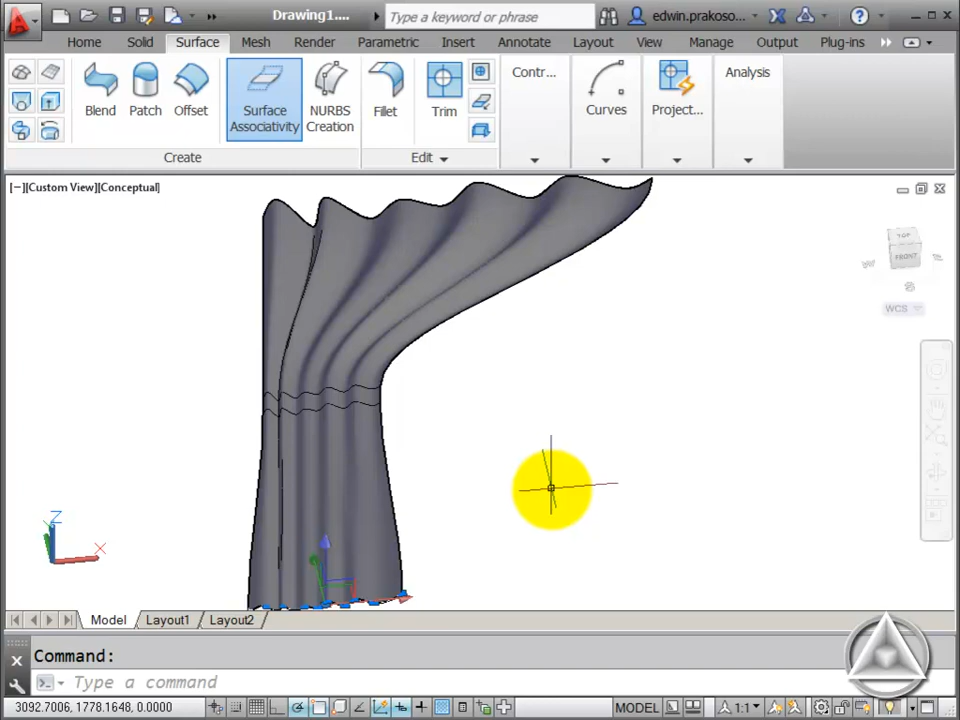 Drawing1....
Type a keyword or phrase
edwin.prakoso...
Home Solid Surface Mesh Render Parametric Insert Annotate Layout View Manage Output Plug-ins
Blend Patch Offset Surface Associativity NURBS Creation Fillet Trim Contr... Curves Project... Analysis
Create Edit
[−][Custom View][Conceptual]
TOP
FRONT
W
S
WCS
Z
X
Model Layout1 Layout2
Command:
Type a command
3092.7006, 1778.1648, 0.0000 MODEL 1:1